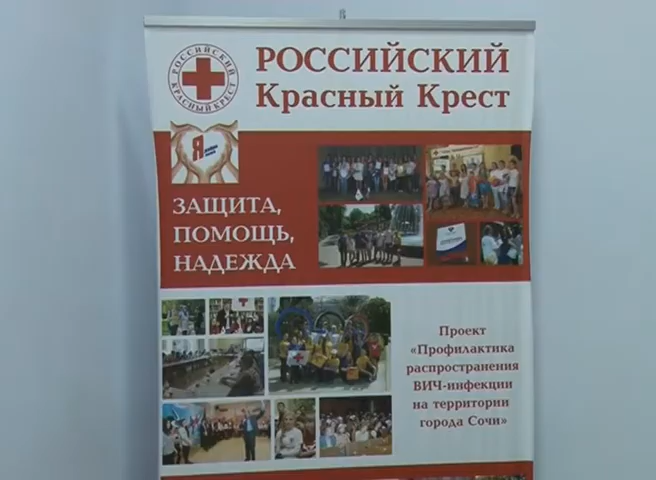 РОССИЙСКИЙ
КРАСНЫЙ КРЕСТ
РОССИЙСКИЙ
Красный Крест
Я
ЗАЩИТА,
ПОМОЩЬ,
НАДЕЖДА
Проект
«Профилактика
распространения
ВИЧ-инфекции
на территории
города Сочи»